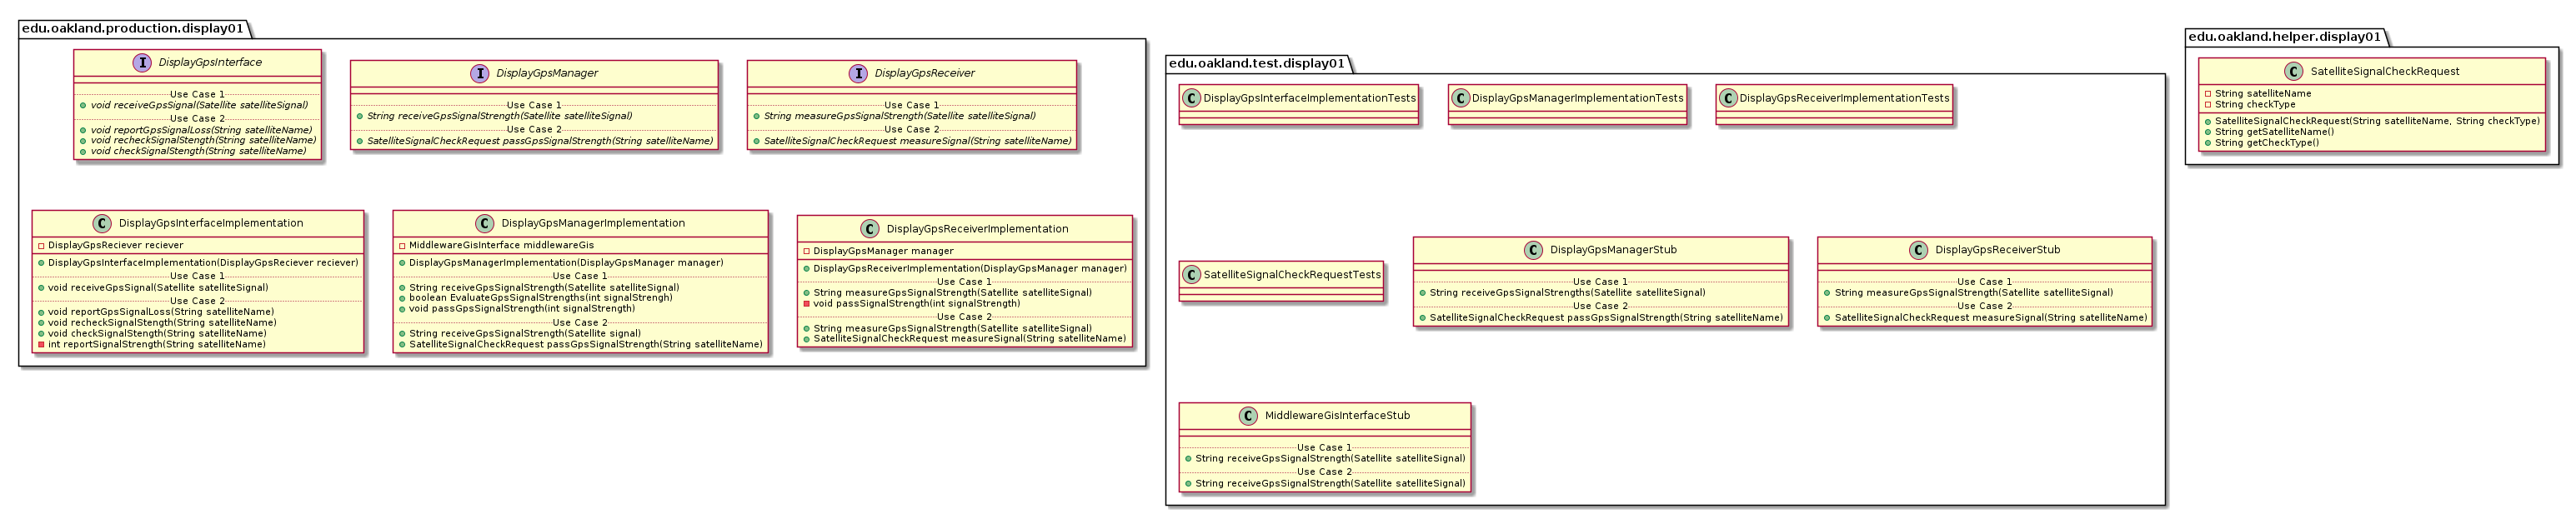 edu.oakland.production.display01
I DisplayGpsInterface
Use Case 1
void receiveGpsSignal(Satellite satelliteSignal)
Use Case 2
void reportGpsSignalLoss(String satelliteName)
void recheckSignalStength(String satelliteName)
void checkSignalStength(String satelliteName)
I DisplayGpsManager
Use Case 1
String receiveGpsSignalStrength(Satellite satelliteSignal)
Use Case 2
SatelliteSignalCheckRequest passGpsSignalStrength(String satelliteName)
I DisplayGpsReceiver
Use Case 1
String measureGpsSignalStrength(Satellite satelliteSignal)
Use Case 2
SatelliteSignalCheckRequest measureSignal(String satelliteName)
C DisplayGpsInterfaceImplementation
DisplayGpsReciever reciever
DisplayGpsInterfaceImplementation(DisplayGpsReciever reciever)
Use Case 1
void receiveSignal(Satellite satelliteSignal)
Use Case 2
void reportGpsSignalLoss(String satelliteName)
void recheckSignalStength(String satelliteName)
void checkSignalStength(String satelliteName)
int reportSignalStrength(String satelliteName)
C DisplayGpsManagerImplementation
MiddlewareGisInterface middlewareGis
DisplayGpsManagerImplementation(DisplayGpsManager manager)
Use Case 1
String receiveGpsSignalStrength(Satellite satelliteSignal)
boolean EvaluateGpsSignalStrengths(int signalStrengh)
void passGpsSignalStrength(int signalStrength)
Use Case 2
String receiveGpsSignalStrength(Satellite signal)
SatelliteSignalCheckRequest passGpsSignalStrength(String satelliteName)
C DisplayGpsReceiverImplementation
DisplayGpsManager manager
DisplayGpsReceiverImplementation(DisplayGpsManager manager)
Use Case 1
String measureGpsSignalStrength(Satellite satelliteSignal)
void passSignalStrength(int signalStrength)
Use Case 2
String measureGpsSignalStrength(Satellite satelliteSignal)
SatelliteSignalCheckRequest measureSignal(String satelliteName)
edu.oakland.test.display01
C DisplayGpsInterfaceImplementationTests
C DisplayGpsManagerImplementationTests
C DisplayGpsReceiverImplementationTests
C SatelliteSignalCheckRequestTests
C DisplayGpsManagerStub
Use Case 1
String receiveGpsSignalStrengths(Satellite satelliteSignal)
Use Case 2
SatelliteSignalCheckRequest passGpsSignalStrength(String satelliteName)
C DisplayGpsReceiverStub
Use Case 1
String measureGpsSignalStrength(Satellite satelliteSignal)
Use Case 2
SatelliteSignalCheckRequest measureSignal(String satelliteName)
C MiddlewareGisInterfaceStub
Use Case 1
String receiveGpsSignalStrength(Satellite satelliteSignal)
Use Case 2
String receiveGpsSignalStrength(Satellite satelliteSignal)
edu.oakland.helper.display01
C SatelliteSignalCheckRequest
String satelliteName
String checkType
SatelliteSignalCheckRequest(String satelliteName, String checkType)
String getSatelliteName()
String getCheckType()